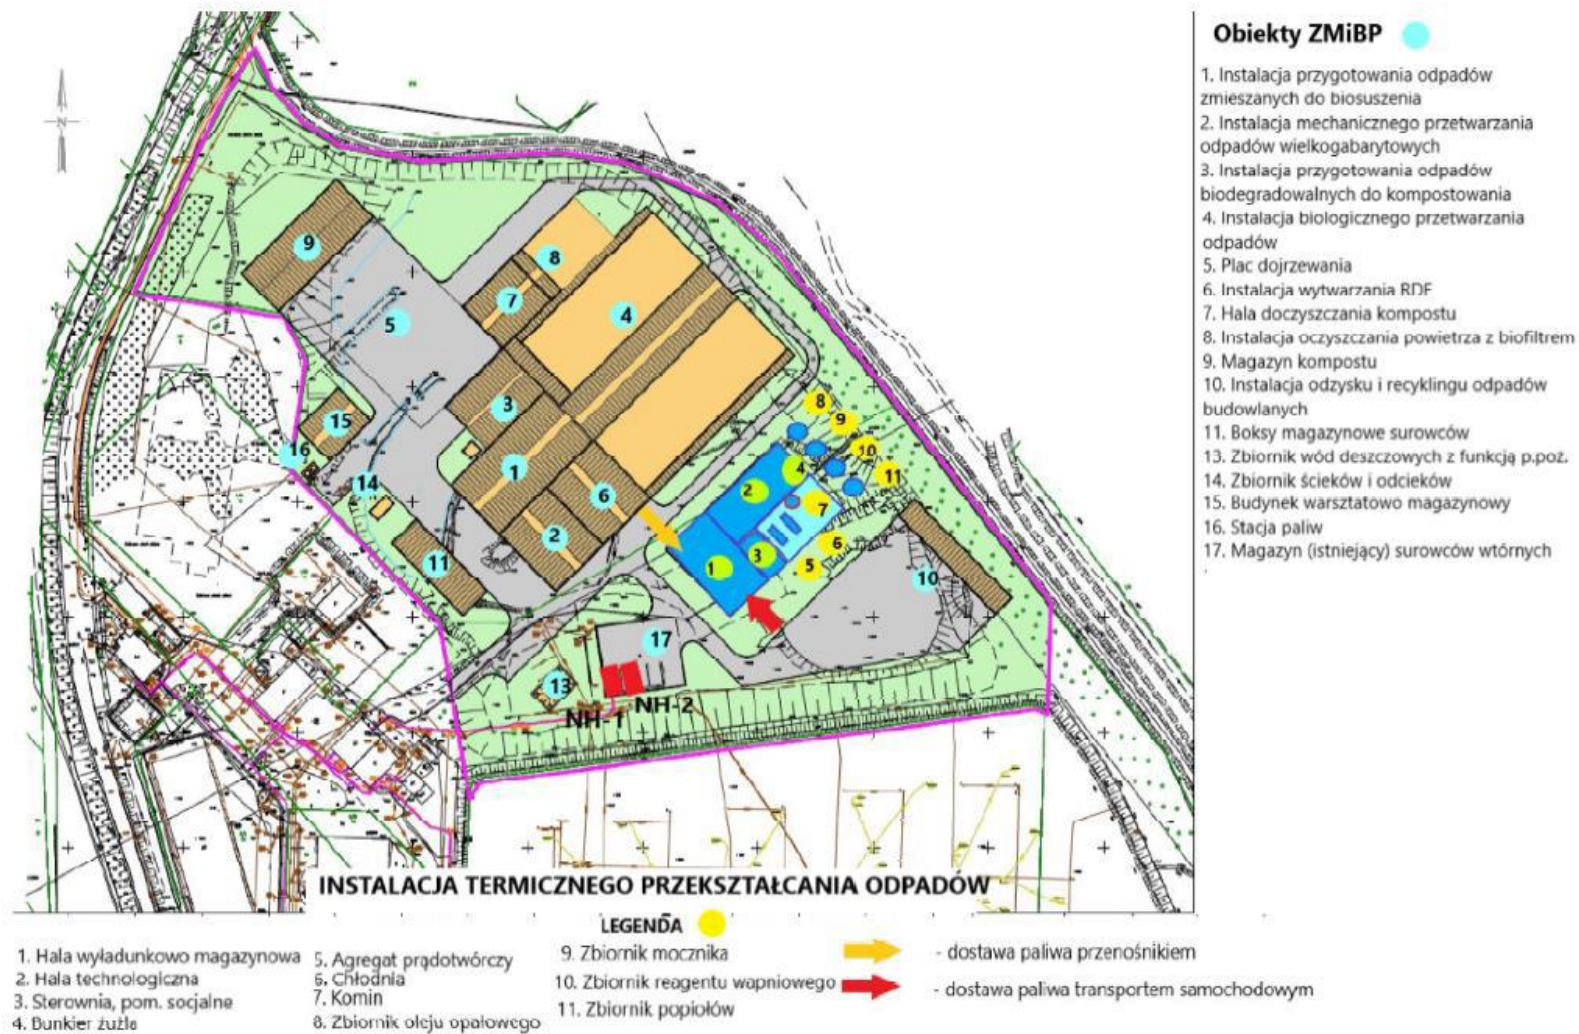 Obiekty ZMiBP
1. Instalacja przygotowania odpadów
zmieszanych do biosuszenia
2. Instalacja mechanicznego przetwarzania
odpadów wielkogabarytowych
3. Instalacja przygotowania odpadów
biodegradowalnych do kompostowania
4. Instalacja biologicznego przetwarzania
odpadów
5. Plac dojrzewania
6. Instalacja wytwarzania RDF
7. Hala doczyszczania kompostu
8. Instalacja oczyszczania powietrza z biofiltrem
9. Magazyn kompostu
10. Instalacja odzysku i recyklingu odpadów
budowlanych
11. Boksy magazynowe surowców
13. Zbiornik wód deszczowych z funkcją p.poż.
14. Zbiornik ścieków i odcieków
15. Budynek warsztatowo magazynowy
16. Stacja paliw
17. Magazyn (istniejący) surowców wtórnych
N
9
8
7
5
4
3
15
16
1
14
6
2
11
8
9
10
11
4
2
7
6
3
5
1
10
17
13
NH-1
NH-2
INSTALACJA TERMICZNEGO PRZEKSZTAŁCANIA ODPADÓW
LEGENDA
1. Hala wyładunkowo magazynowa
2. Hala technologiczna
3. Sterownia, pom. socjalne
4. Bunkier żużla
5. Agregat prądotwórczy
6. Chłodnia
7. Komin
8. Zbiornik oleju opałowego
9. Zbiornik mocznika
10. Zbiornik reagentu wapniowego
11. Zbiornik popiołów
- dostawa paliwa przenośnikiem
- dostawa paliwa transportem samochodowym